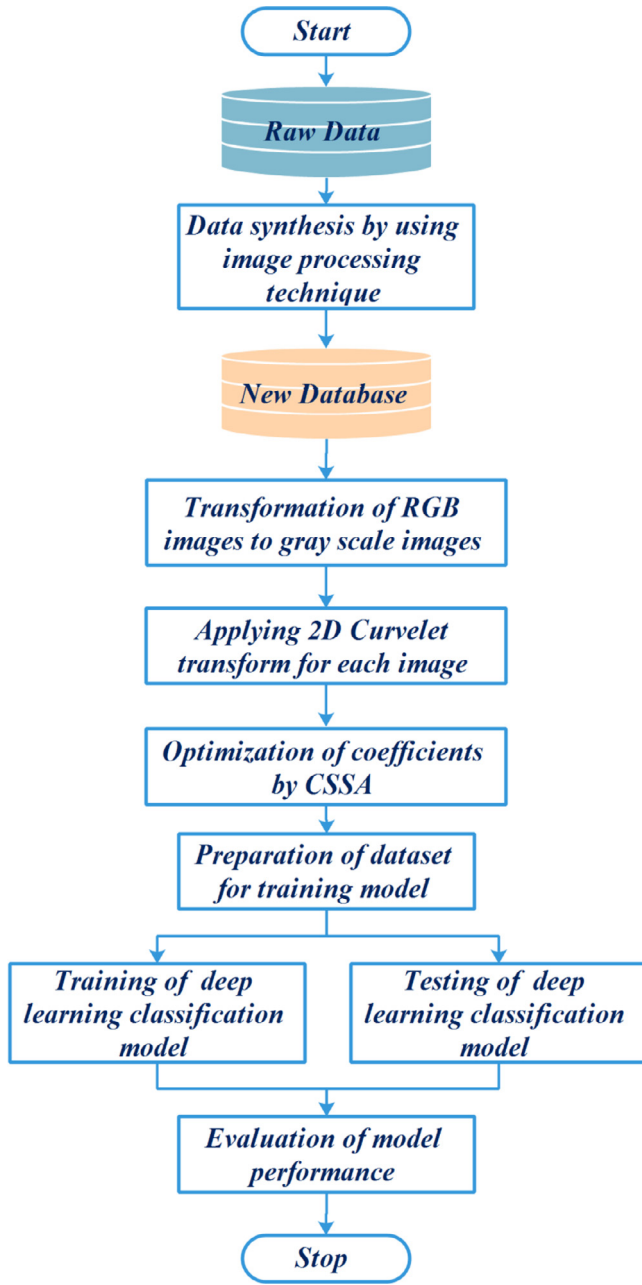 Start
Raw Data
Data synthesis by using
image processing
technique
New Database
Transformation of RGB
images to gray scale images
Applying 2D Curvelet
transform for each image
Optimization of coefficients
by CSSA
Preparation of dataset
for training model
Training of deep
learning classification
model
Testing of deep
learning classification
model
Evaluation of model
performance
Stop